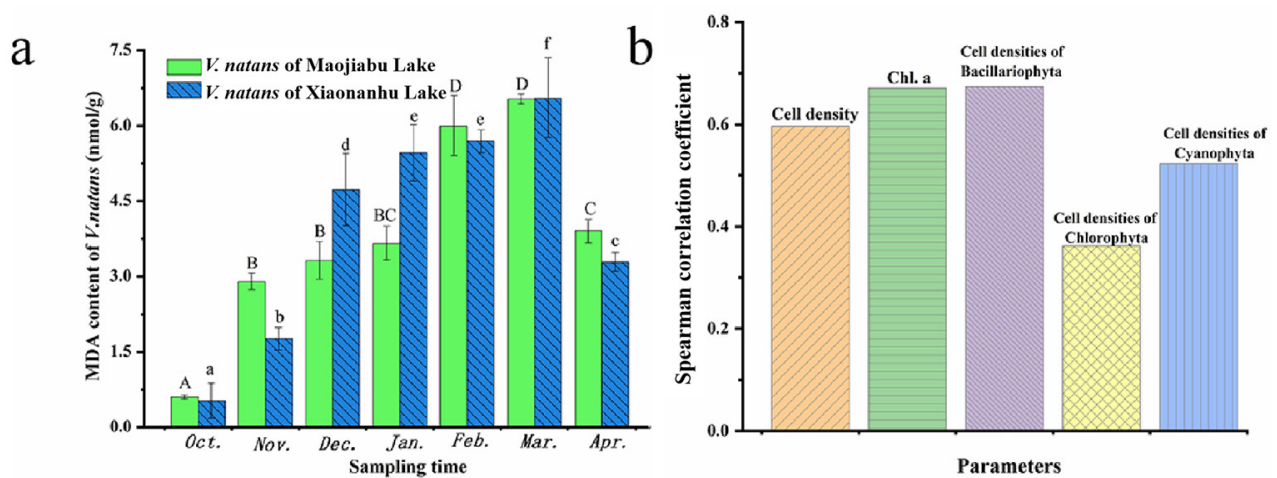 a
MDA content of V.natans (nmol/g)
7.5
6.0
4.5
3.0
1.5
0.0
V. natans of Maojiabu Lake
V. natans of Xiaonanhu Lake
A
a
B
b
B
d
BC
e
D
e
D
f
C
c
Oct.
Nov.
Dec.
Jan.
Feb.
Mar.
Apr.
Sampling time
b
Spearman correlation coefficient
0.8
0.6
0.4
0.2
0.0
Cell density
Chl. a
Cell densities of
Bacillariophyta
Cell densities of
Chlorophyta
Cell densities of
Cyanophyta
Parameters